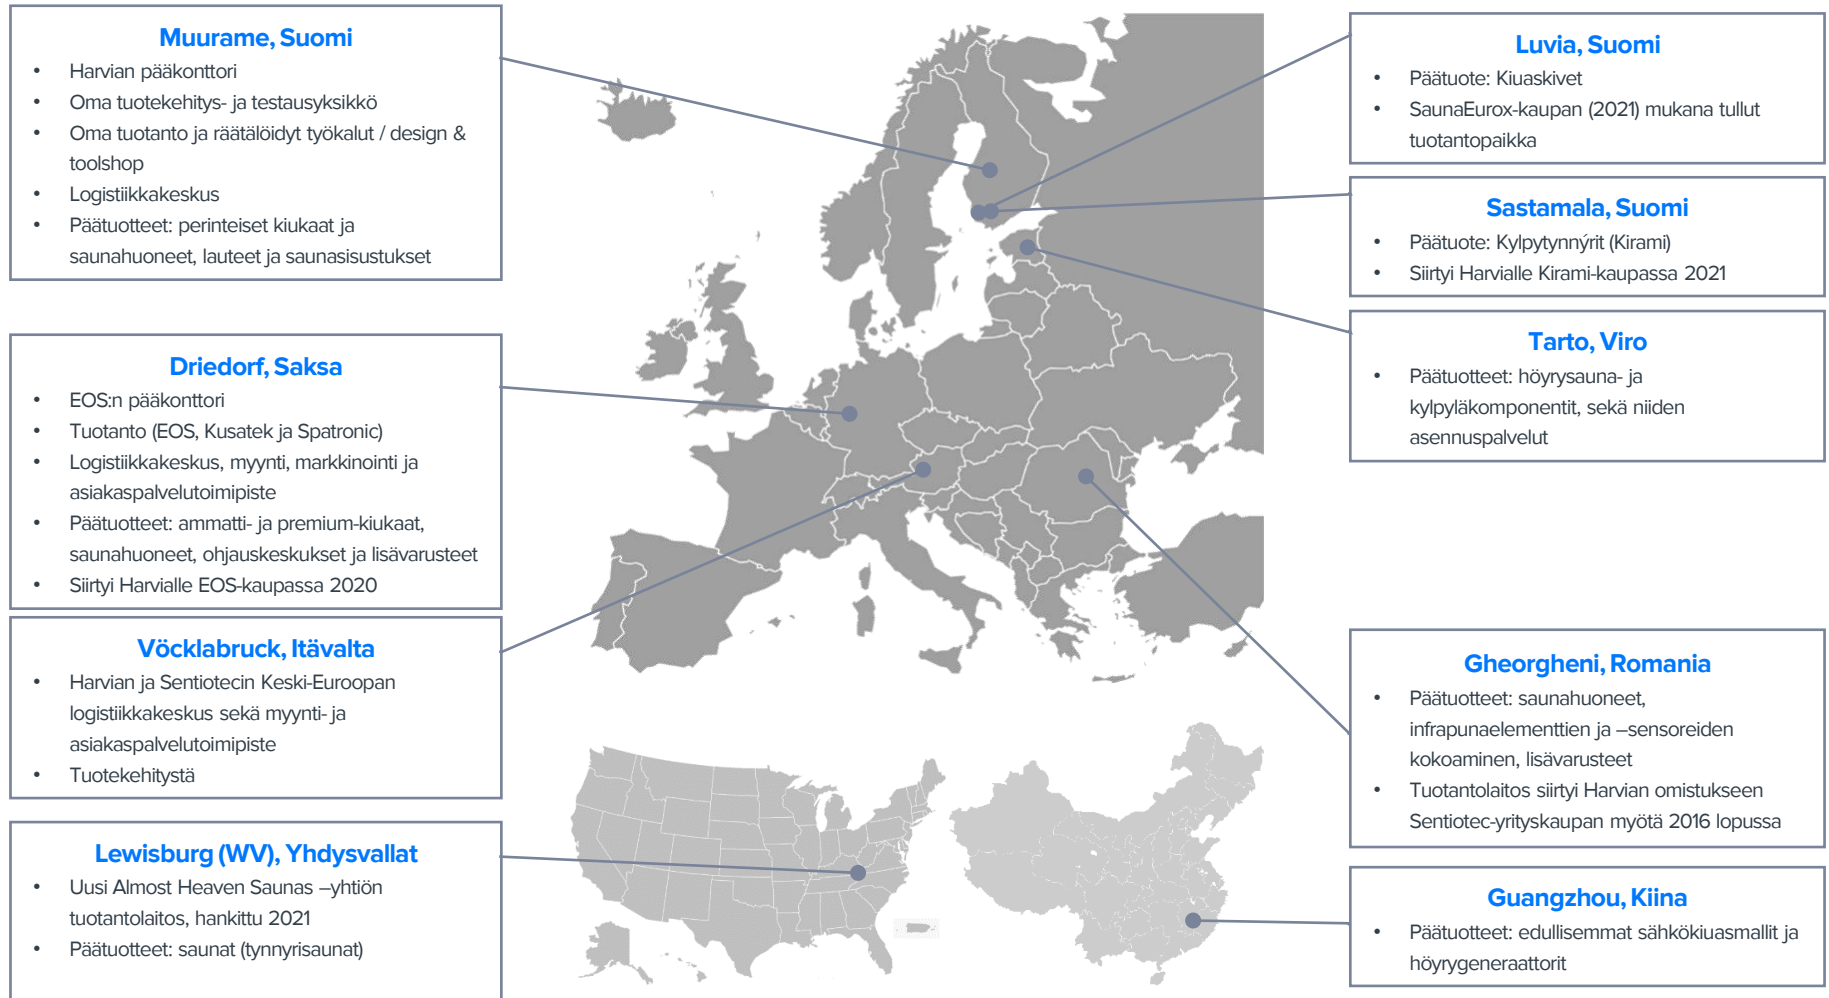 Muurame, Suomi
• Harvian pääkonttori
• Oma tuotekehitys- ja testausyksikkö
• Oma tuotanto ja räätälöidyt työkalut / design &
toolshop
• Logistiikkakeskus
• Päätuotteet: perinteiset kiukaat ja
saunahuoneet, lauteet ja saunasisustukset
Driedorf, Saksa
• EOS:n pääkonttori
• Tuotanto (EOS, Kusatek ja Spatronic)
• Logistiikkakeskus, myynti, markkinointi ja
asiakaspalvelutoimipiste
• Päätuotteet: ammatti- ja premium-kiukaat,
saunahuoneet, ohjauskeskukset ja lisävarusteet
• Siirtyi Harvialle EOS-kaupassa 2020
Vöcklabruck, Itävalta
• Harvian ja Sentiotecin Keski-Euroopan
logistiikkakeskus sekä myynti- ja
asiakaspalvelutoimipiste
• Tuotekehitystä
Lewisburg (WV), Yhdysvallat
• Uusi Almost Heaven Saunas –yhtiön
tuotantolaitos, hankittu 2021
• Päätuotteet: saunat (tynnyrisaunat)
Luvia, Suomi
• Päätuote: Kiuaskivet
• SaunaEurox-kaupan (2021) mukana tullut
tuotantopaikka
Sastamala, Suomi
• Päätuote: Kylpytynnýrit (Kirami)
• Siirtyi Harvialle Kirami-kaupassa 2021
Tarto, Viro
• Päätuotteet: höyrysauna- ja
kylpyläkomponentit, sekä niiden
asennuspalvelut
Gheorgheni, Romania
• Päätuotteet: saunahuoneet,
infrapunaelementtien ja –sensoreiden
kokoaminen, lisävarusteet
• Tuotantolaitos siirtyi Harvian omistukseen
Sentiotec-yrityskaupan myötä 2016 lopussa
Guangzhou, Kiina
• Päätuotteet: edullisemmat sähkökiuasmallit ja
höyrygeneraattorit